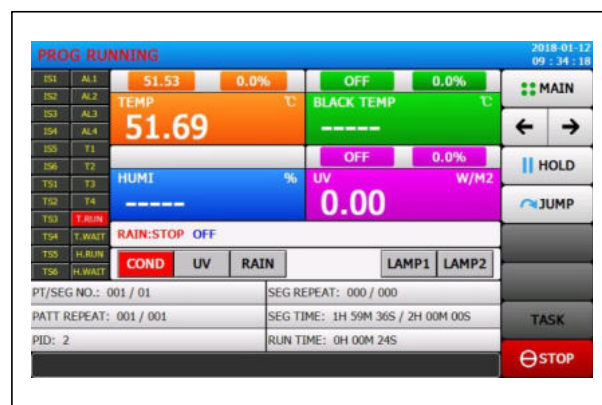 PROG RUNNING
2018-01-12
09 : 34 : 18
IS1 AL1
IS2 AL2
IS3 AL3
IS4 AL4
IS5 T1
IS6 T2
TS1 T3
TS2 T4
TS3 T.RUN
TS4 T.WAIT
TS5 H.RUN
TS6 H.WAIT
51.53 0.0%
TEMP ℃
51.69
OFF 0.0%
BLACK TEMP ℃
-----
HUMI %
-----
OFF 0.0%
UV W/M2
0.00
RAIN:STOP OFF
COND UV RAIN LAMP1 LAMP2
PT/SEG NO.: 001 / 01
SEG REPEAT: 000 / 000
PATT REPEAT: 001 / 001
SEG TIME: 1H 59M 36S / 2H 00M 00S
PID: 2
RUN TIME: 0H 00M 24S
MAIN
← →
HOLD
JUMP
TASK
STOP